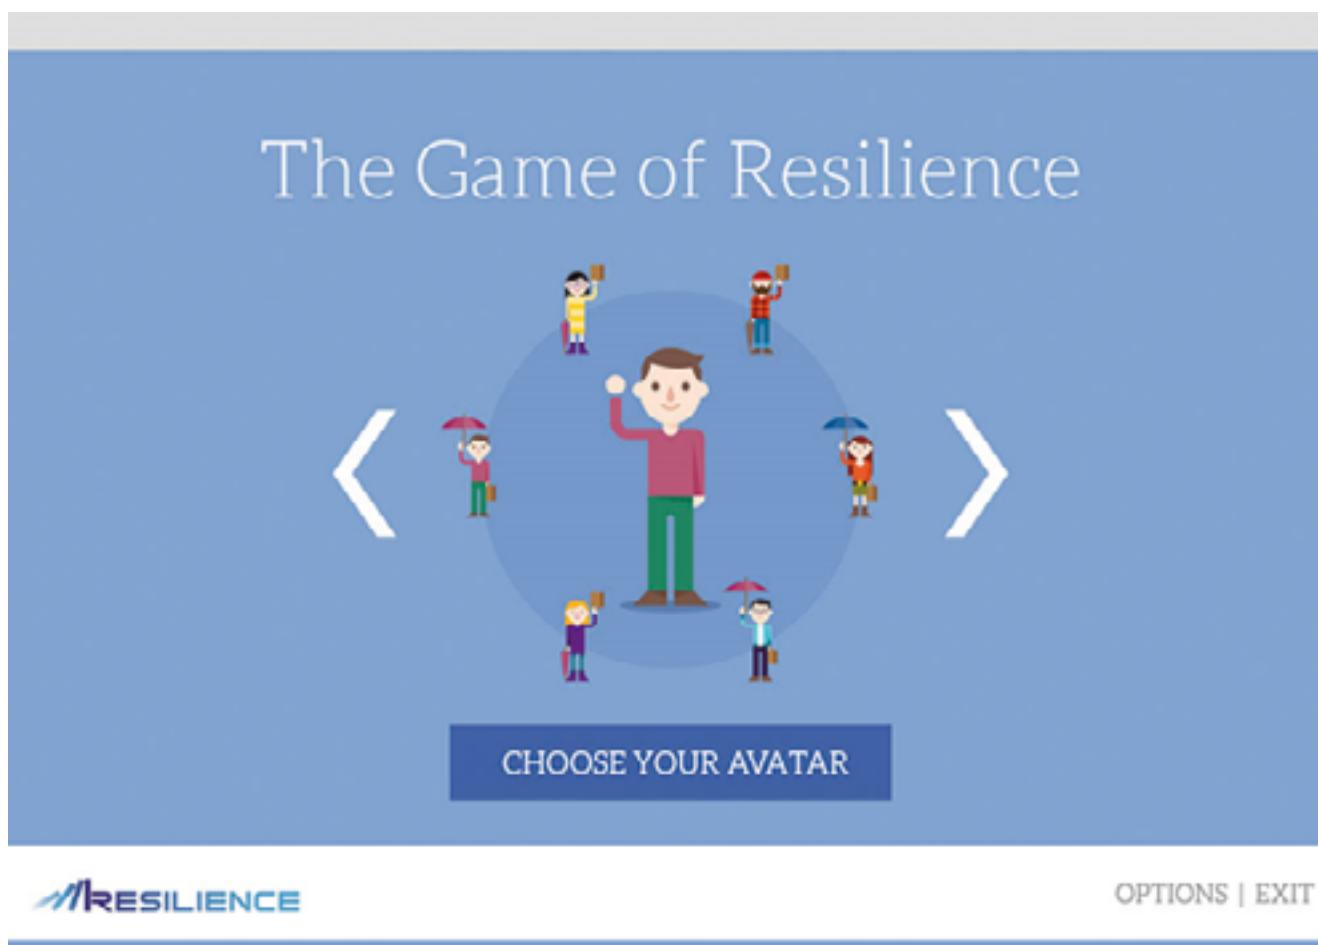 The Game of Resilience
CHOOSE YOUR AVATAR
RESILIENCE
OPTIONS | EXIT